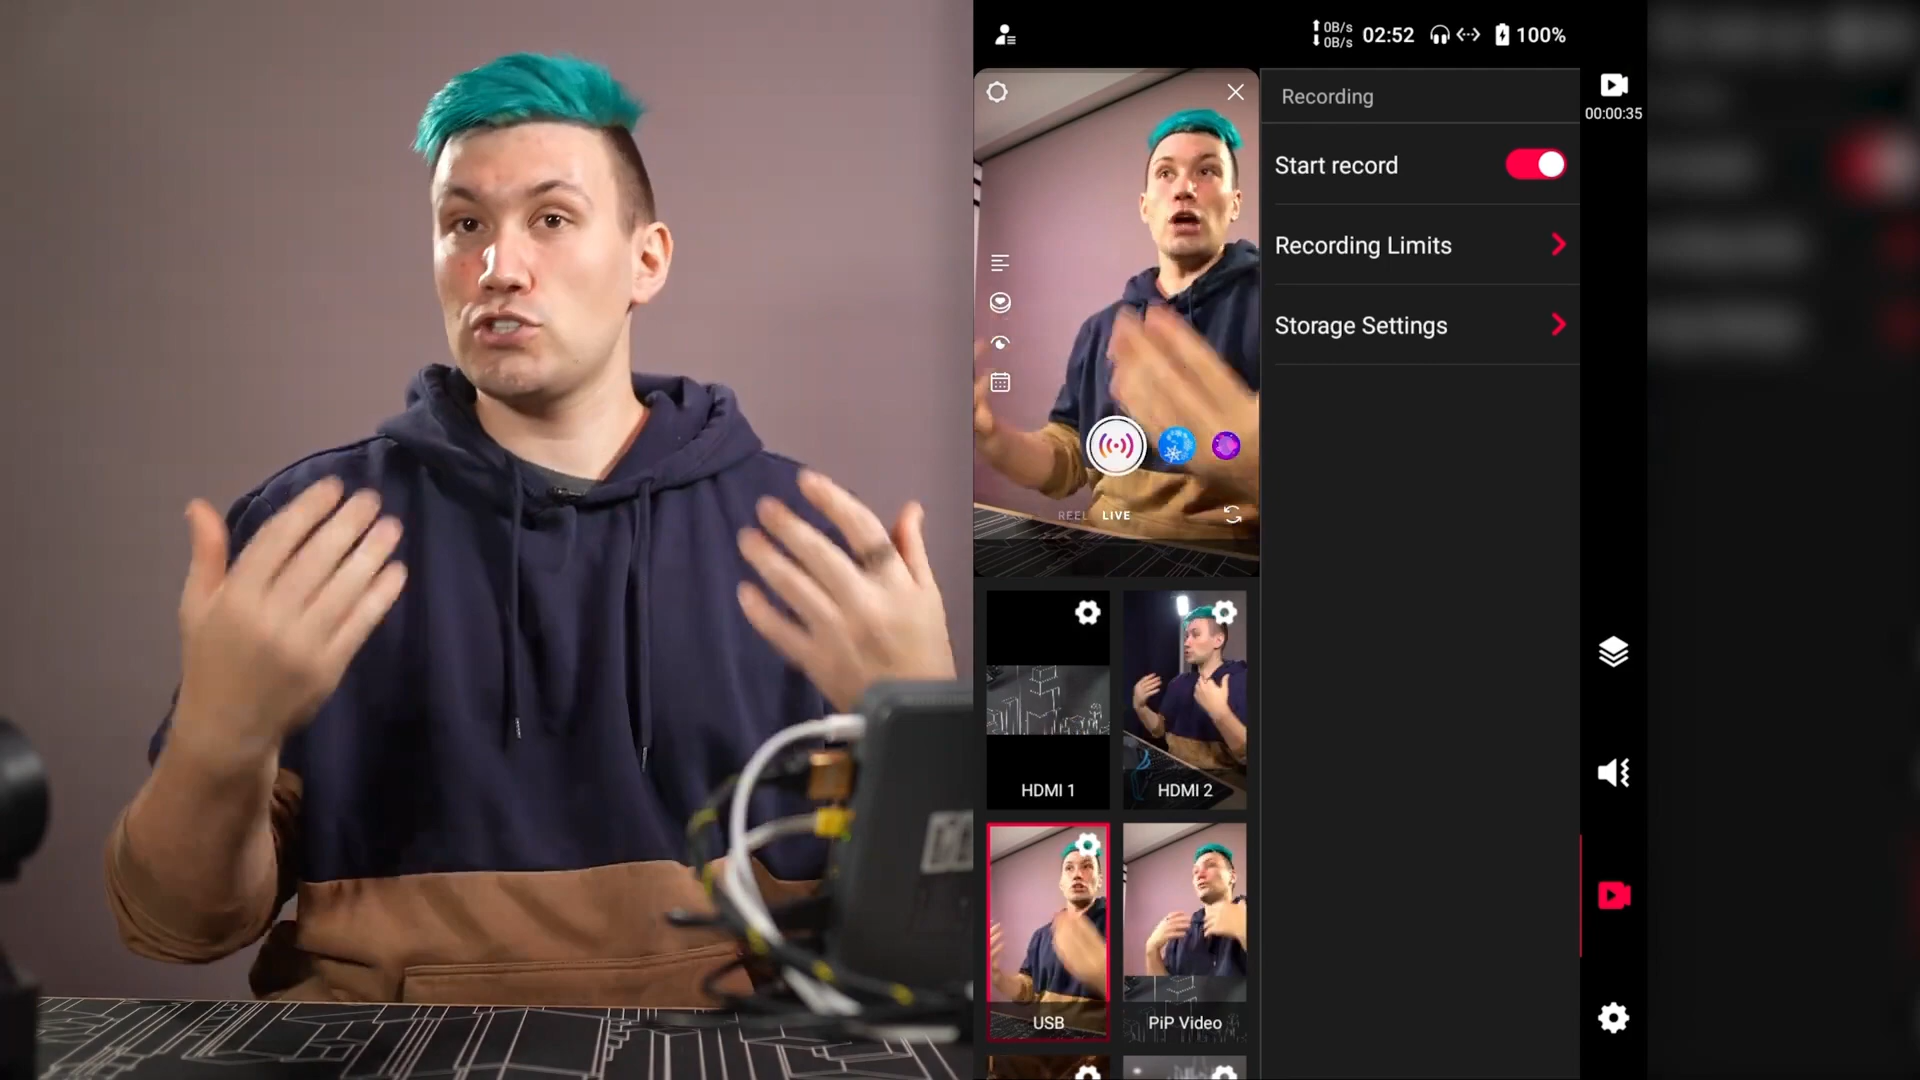 0B/s
0B/s
02:52
100%
00:00:35
Recording
Start record
Recording Limits
Storage Settings
REEL LIVE
HDMI 1
HDMI 2
USB
PiP Video